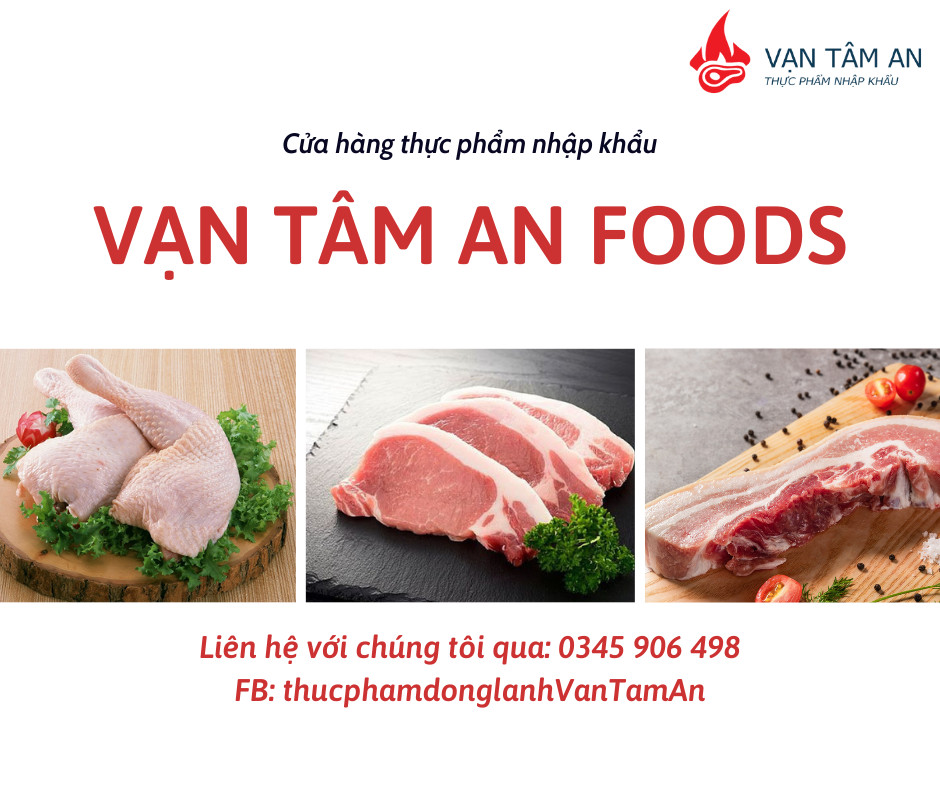 VẠN TÂM AN
THỰC PHẨM NHẬP KHẨU
Cửa hàng thực phẩm nhập khẩu
VẠN TÂM AN FOODS
Liên hệ với chúng tôi qua: 0345 906 498
FB: thucphamdonglanhVanTamAn